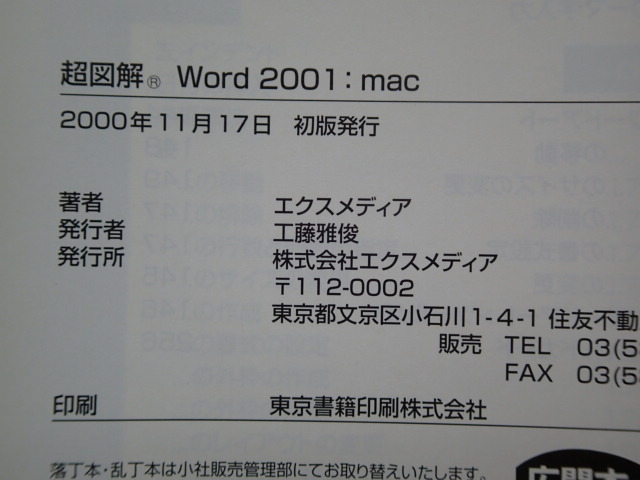 超図解® Word 2001：mac
2000年11月17日　初版発行
著者　エクスメディア
発行者　工藤雅俊
発行所　株式会社エクスメディア
〒112-0002
東京都文京区小石川1-4-1 住友不動
販売　TEL　03(5
FAX　03(5
印刷　東京書籍印刷株式会社
落丁本・乱丁本は小社販売管理部にてお取り替えいたします。